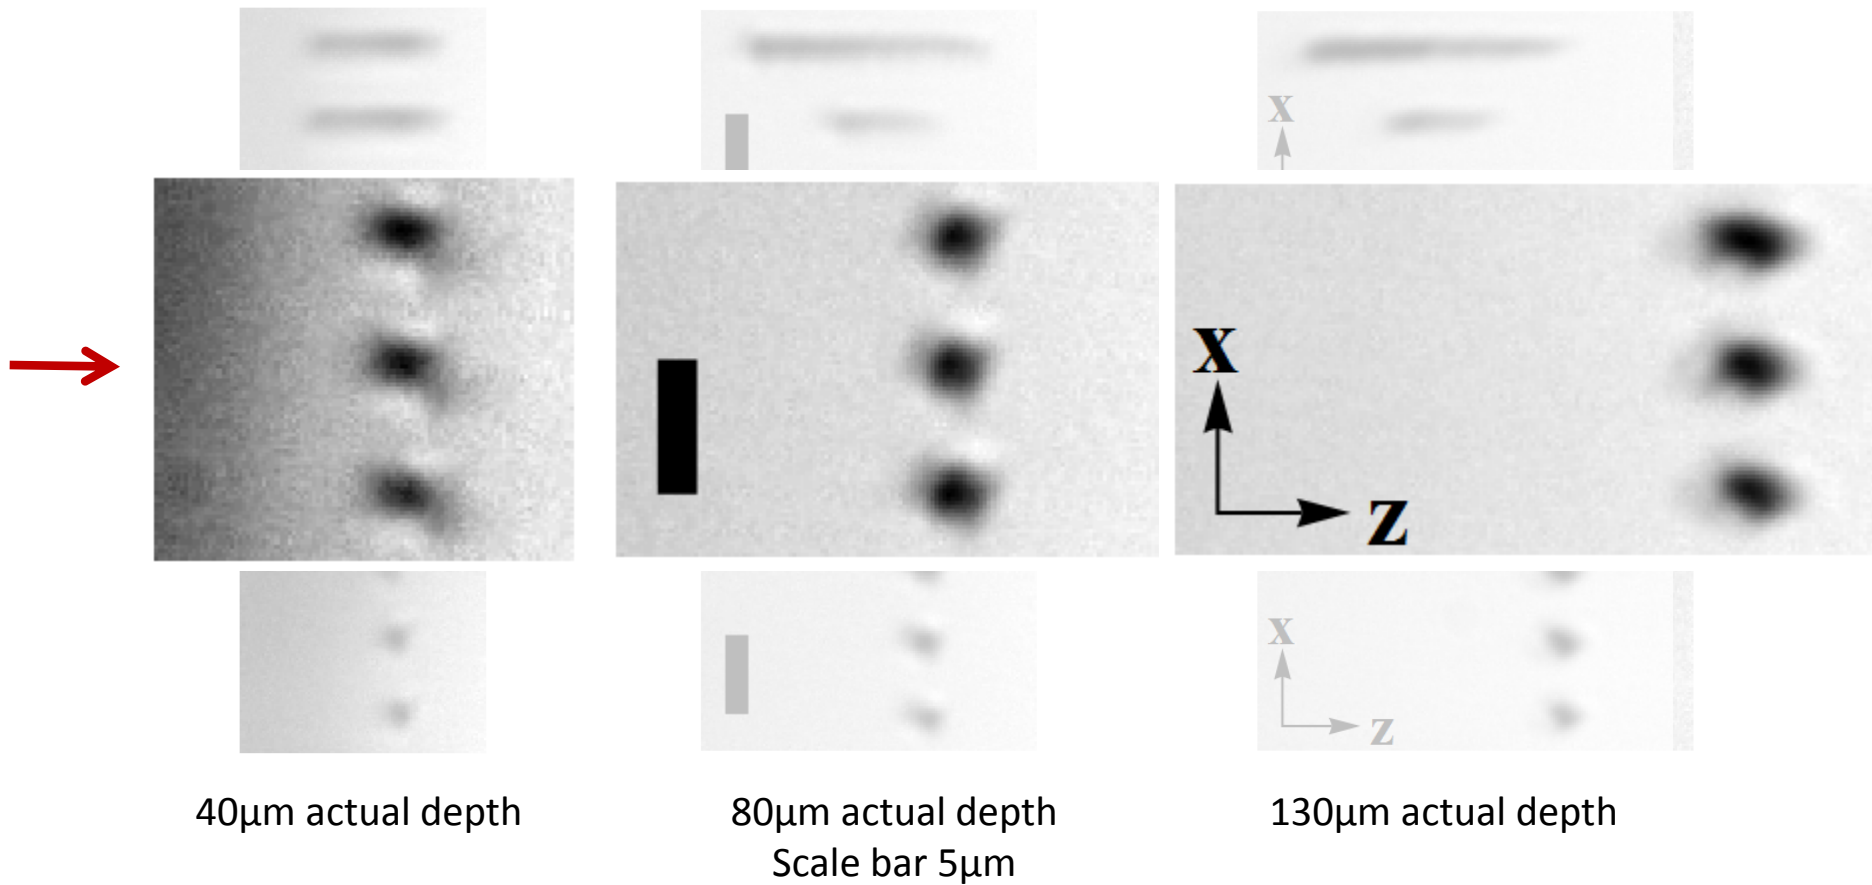 x
x
z
x
z
40µm actual depth
80µm actual depth
130µm actual depth
Scale bar 5µm